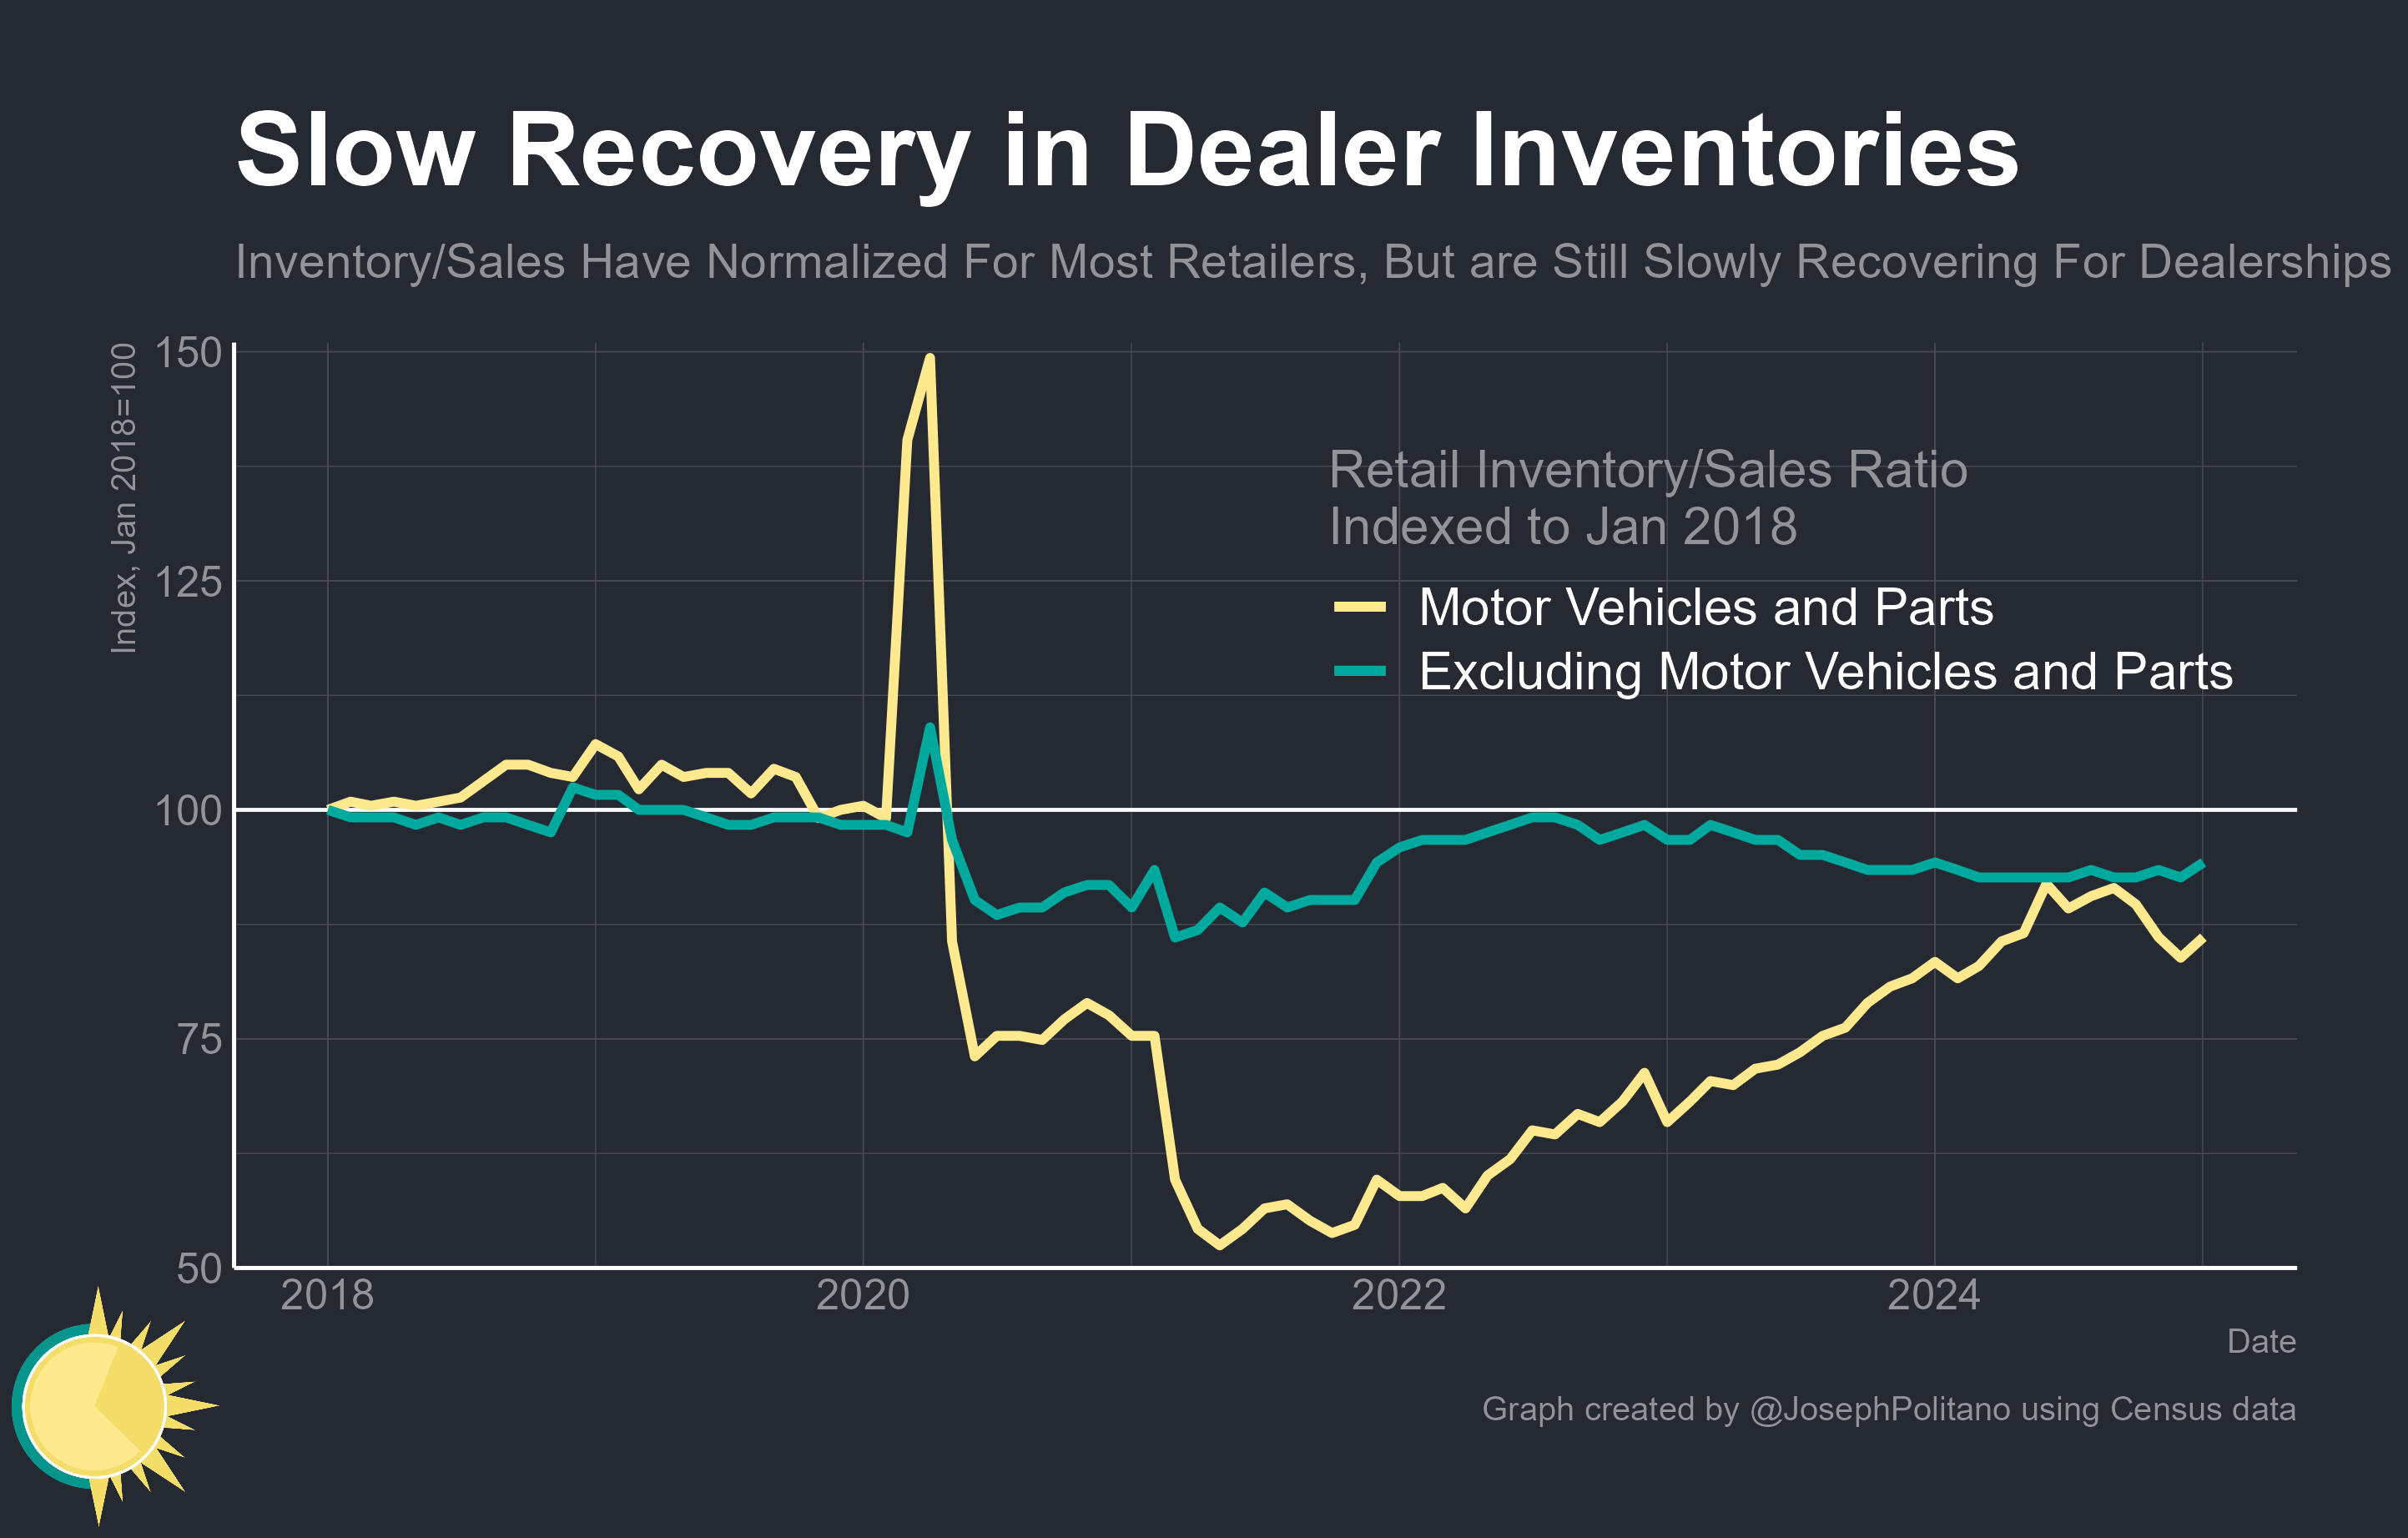 Slow Recovery in Dealer Inventories
Inventory/Sales Have Normalized For Most Retailers, But are Still Slowly Recovering For Dealerships
Index, Jan 2018=100
150
125
100
75
50
Retail Inventory/Sales Ratio
Indexed to Jan 2018
Motor Vehicles and Parts
Excluding Motor Vehicles and Parts
2018
2020
2022
2024
Date
Graph created by @JosephPolitano using Census data